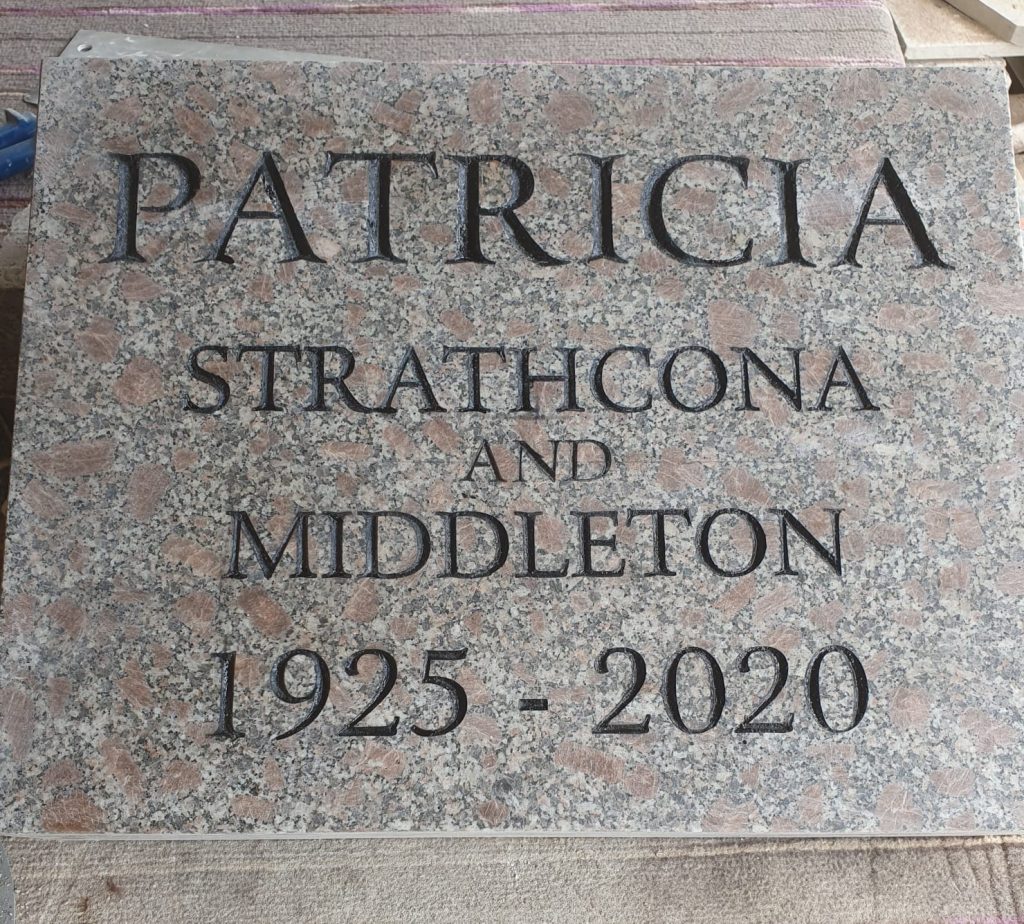 PATRICIA
STRATHCONA
AND
MIDDLETON
1925 - 2020